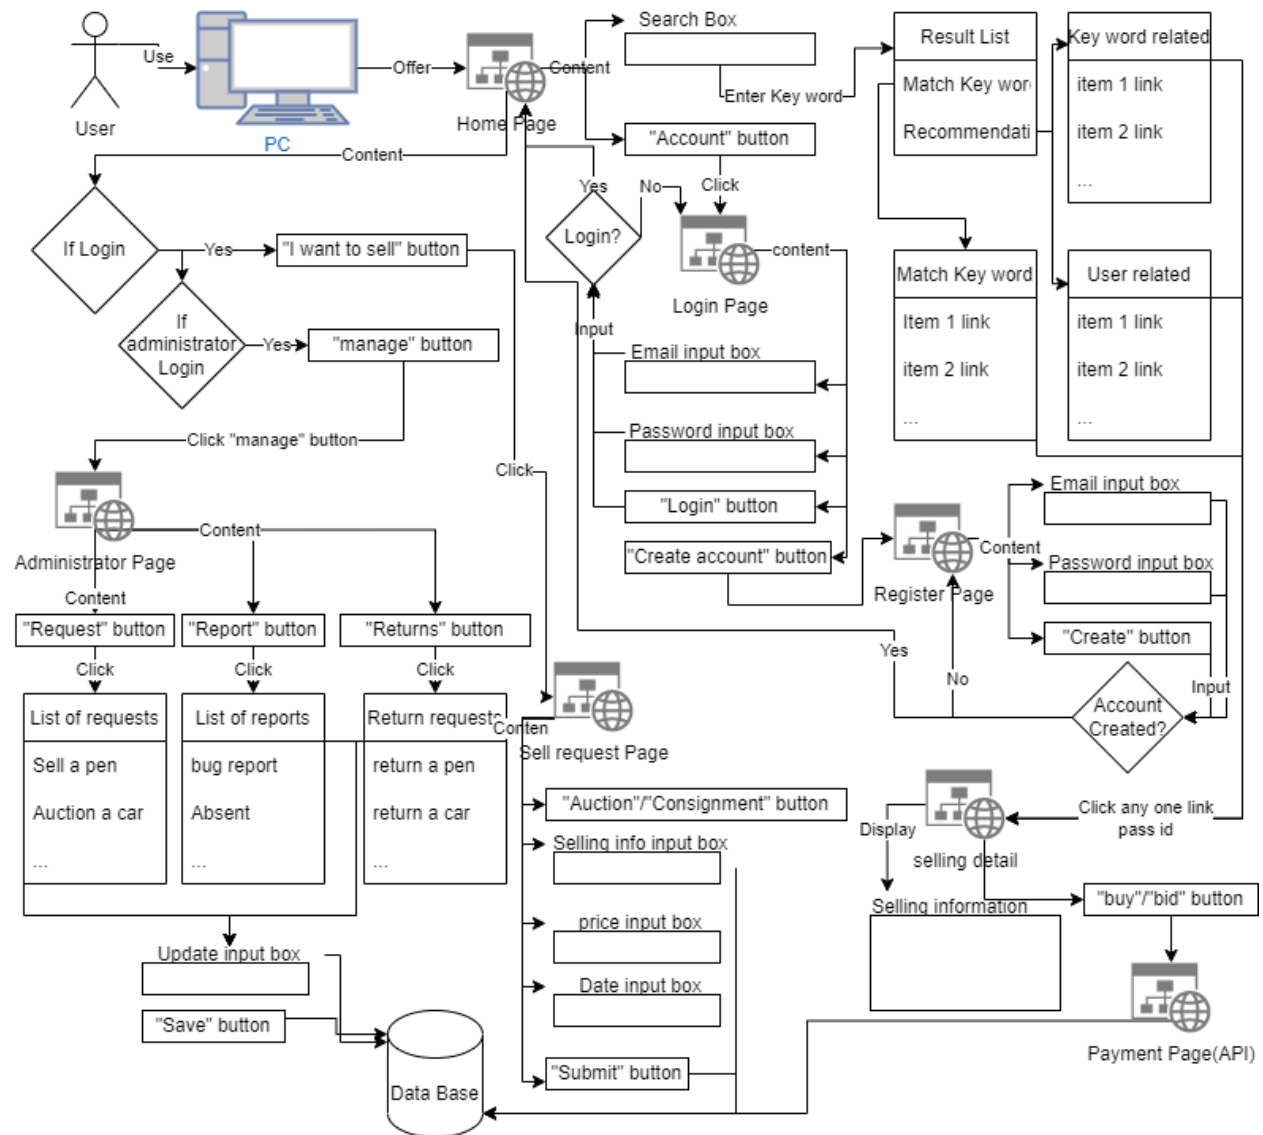 Search Box
Use
Offer
Content
Enter Key word
User
PC
Home Page
"Account" button
Click
Content
If Login
Yes
"I want to sell" button
If
administrator
Login
Yes
"manage" button
Click "manage" button
Login?
Yes
No
Login Page
content
Input
Email input box
Password input box
"Login" button
"Create account" button
Result List
Match Key wor
Recommendati
Key word related
item 1 link
item 2 link
...
Match Key word
Item 1 link
item 2 link
...
User related
item 1 link
item 2 link
...
Click
Administrator Page
Content
Content
"Request" button
"Report" button
"Returns" button
Click
Click
Click
List of requests
Sell a pen
Auction a car
...
List of reports
bug report
Absent
...
Return requests
return a pen
return a car
...
Update input box
"Save" button
Data Base
Conten
Sell request Page
"Auction"/"Consignment" button
Selling info input box
price input box
Date input box
"Submit" button
Register Page
Content
Email input box
Password input box
"Create" button
Input
Account
Created?
Yes
No
Click any one link
pass id
selling detail
Display
Selling information
"buy"/"bid" button
Payment Page(API)